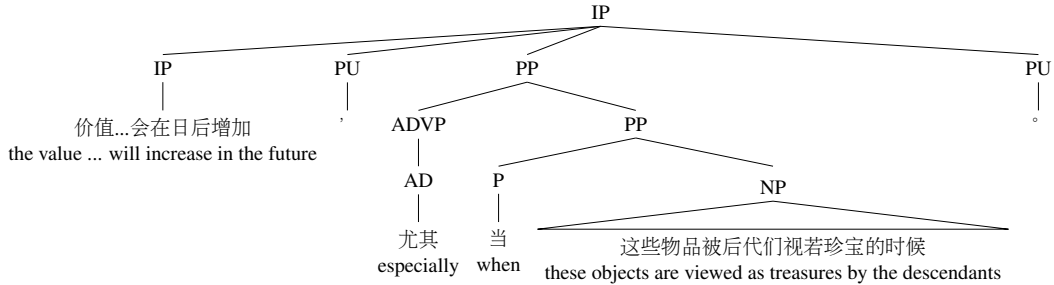 IP
IP PU PP PU
价值...会在日后增加 , ADVP PP 。
the value ... will increase in the future
AD P NP
尤其 当 这些物品被后代们视若珍宝的时候
especially when these objects are viewed as treasures by the descendants